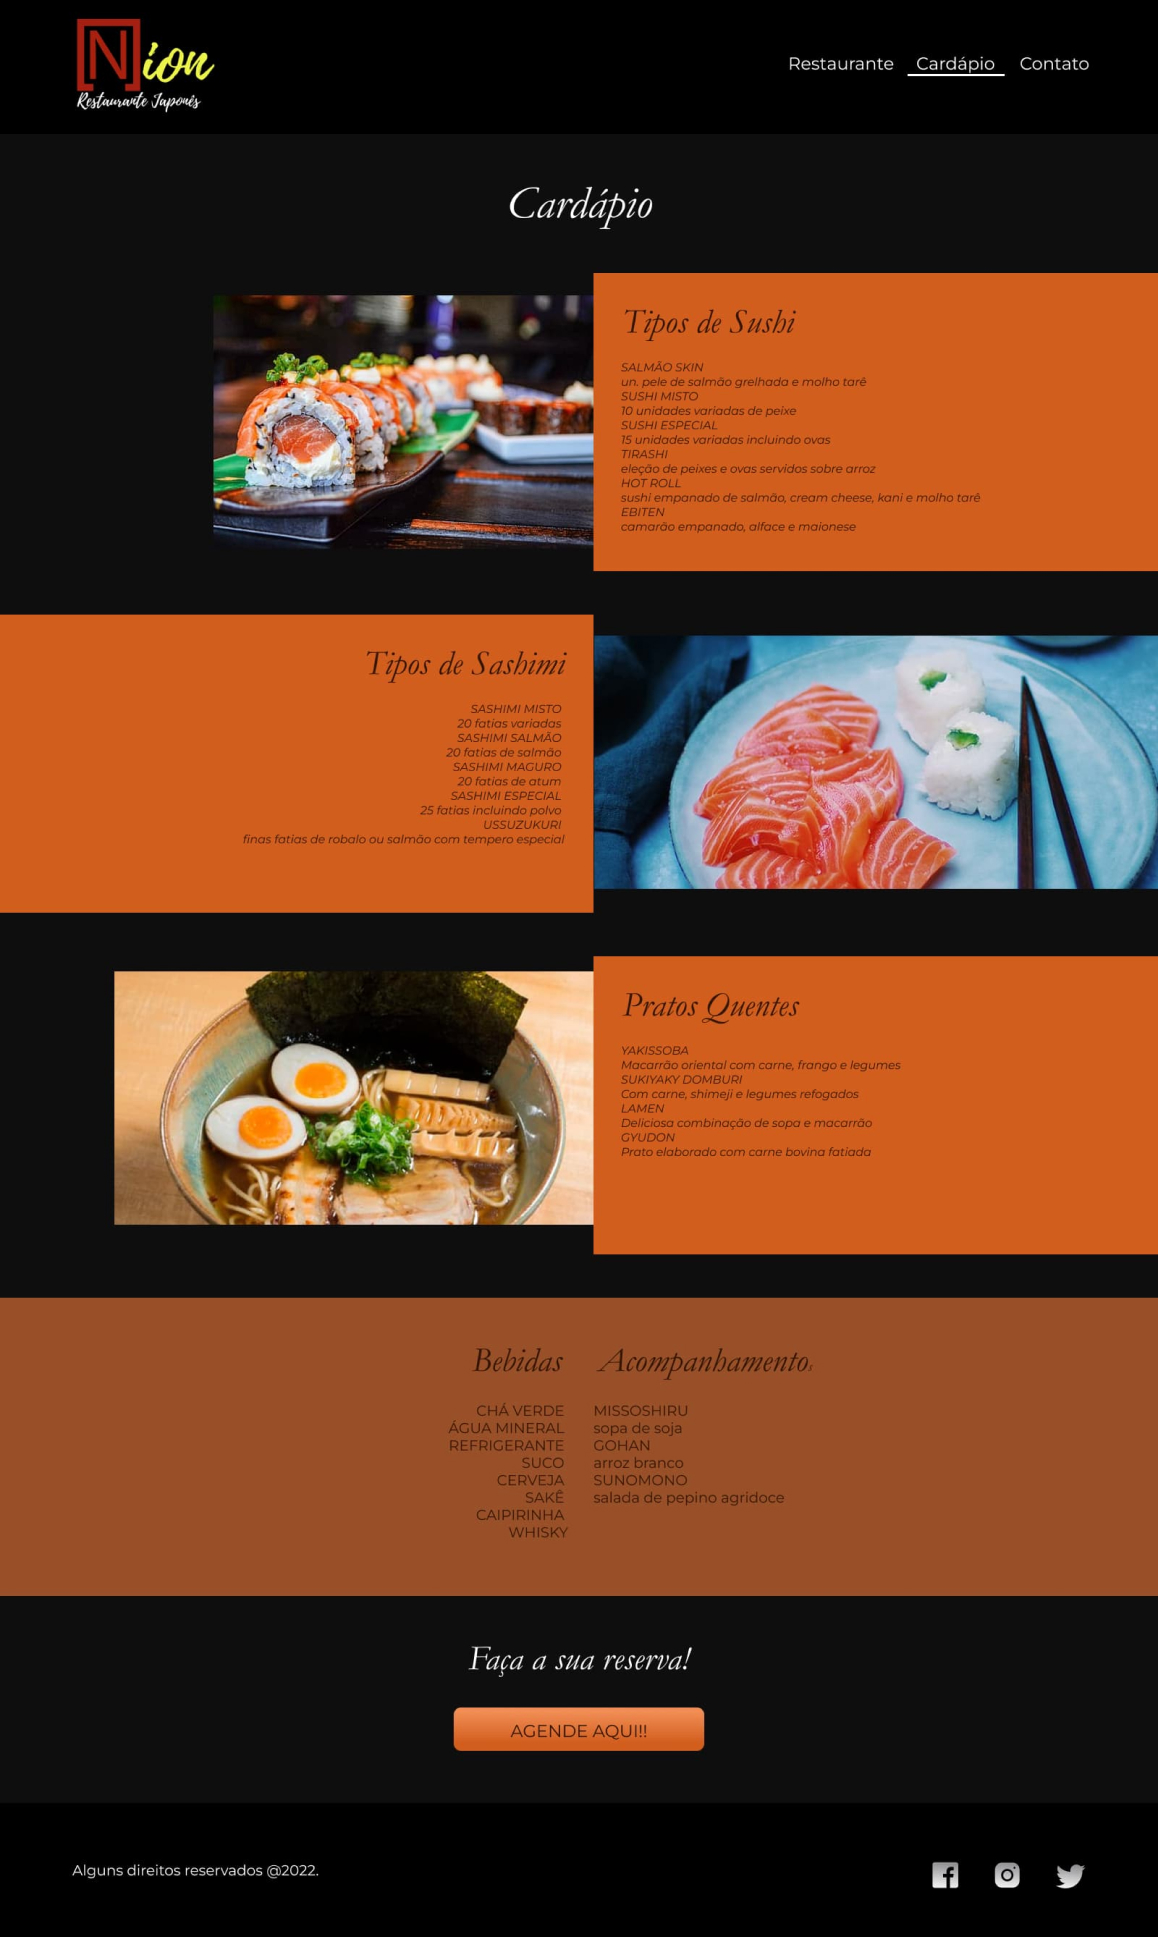 Nion
Restaurante Japonês
Restaurante Cardápio Contato
Cardápio
Tipos de Sushi
SALMÃO SKIN
un. pele de salmão grelhada e molho tarê
SUSHI MISTO
10 unidades variadas de peixe
SUSHI ESPECIAL
15 unidades variadas incluindo ovas
TIRASHI
eleção de peixes e ovas servidos sobre arroz
HOT ROLL
sushi empanado de salmão, cream cheese, kani e molho tarê
EBITEN
camarão empanado, alface e maionese
Tipos de Sashimi
SASHIMI MISTO
20 fatias variadas
SASHIMI SALMÃO
20 fatias de salmão
SASHIMI MAGURO
20 fatias de atum
SASHIMI ESPECIAL
25 fatias incluindo polvo
USSUZUKURI
finas fatias de robalo ou salmão com tempero especial
Pratos Quentes
YAKISSOBA
Macarrão oriental com carne, frango e legumes
SUKIYAKY DOMBURI
Com carne, shimeji e legumes refogados
LAMEN
Deliciosa combinação de sopa e macarrão
GYUDON
Prato elaborado com carne bovina fatiada
Bebidas
CHÁ VERDE
ÁGUA MINERAL
REFRIGERANTE
SUCO
CERVEJA
SAKÊ
CAIPIRINHA
WHISKY
Acompanhamentos
MISSOSHIRU
sopa de soja
GOHAN
arroz branco
SUNOMONO
salada de pepino agridoce
Faça a sua reserva!
AGENDE AQUI!!
Alguns direitos reservados @2022.